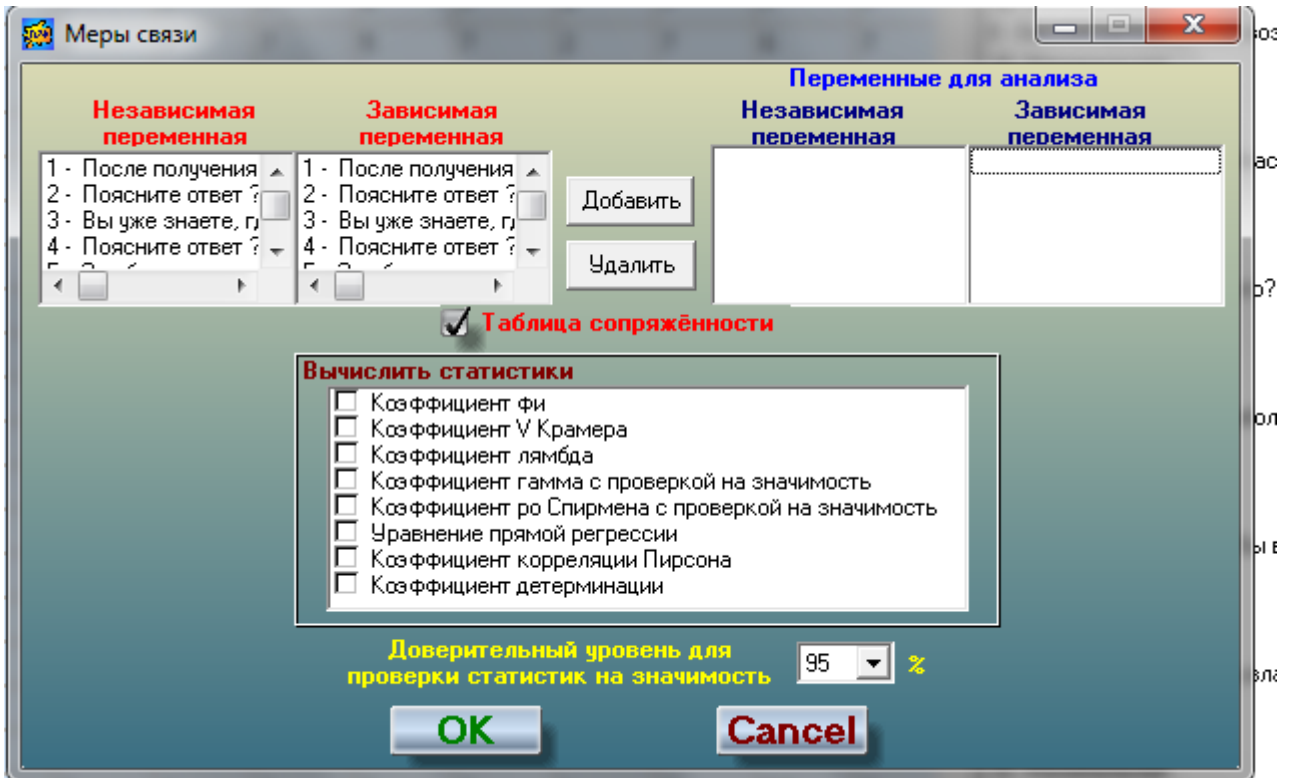 Меры связи
Переменные для анализа
Независимая переменная
Зависимая переменная
Независимая переменная
Зависимая переменная
1 - После получения
2 - Поясните ответ ?
3 - Вы уже знаете, гд
4 - Поясните ответ ?
1 - После получения
2 - Поясните ответ ?
3 - Вы уже знаете, гд
4 - Поясните ответ ?
Добавить
Удалить
Таблица сопряжённости
Вычислить статистики
Коэффициент фи
Коэффициент V Крамера
Коэффициент лямбда
Коэффициент гамма с проверкой на значимость
Коэффициент ро Спирмена с проверкой на значимость
Уравнение прямой регрессии
Коэффициент корреляции Пирсона
Коэффициент детерминации
Доверительный уровень для
проверки статистик на значимость
95 %
OK
Cancel